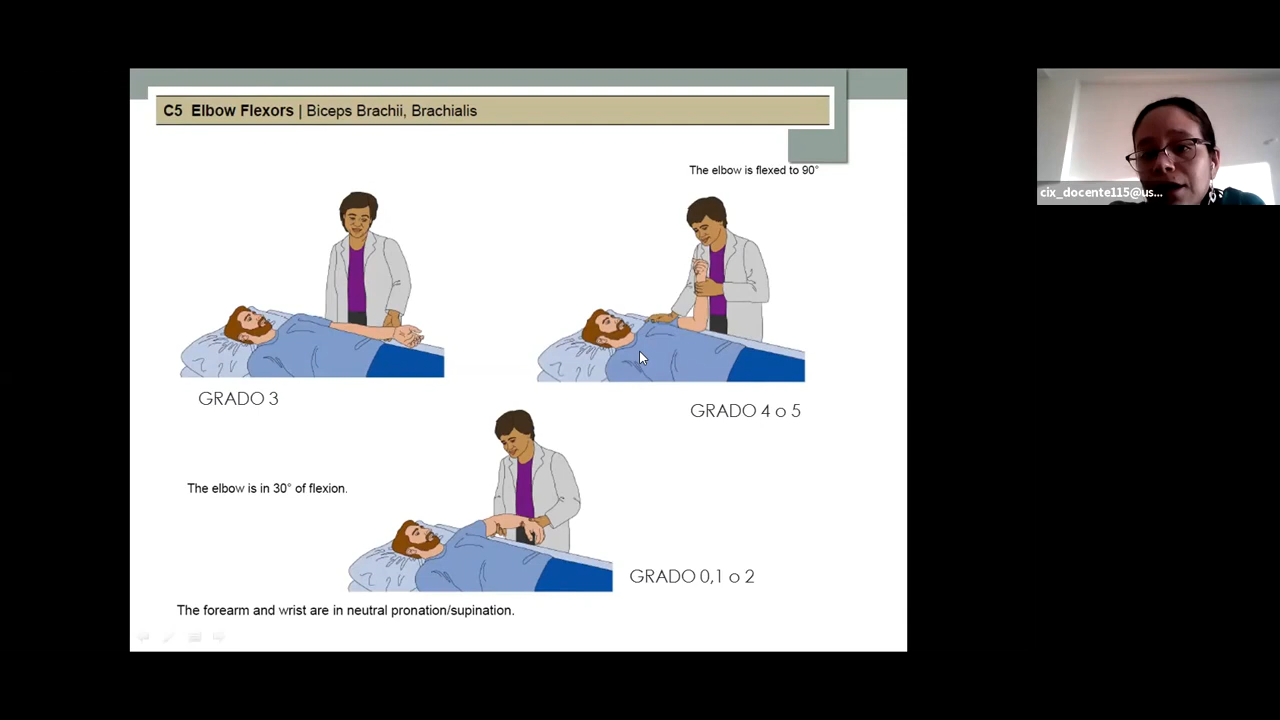 C5 Elbow Flexors | Biceps Brachii, Brachialis
The elbow is flexed to 90°
cix_docente115@us...
GRADO 3
GRADO 4 o 5
The elbow is in 30° of flexion.
GRADO 0,1 o 2
The forearm and wrist are in neutral pronation/supination.